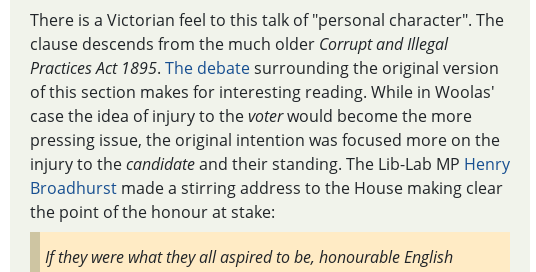 There is a Victorian feel to this talk of "personal character". The
clause descends from the much older Corrupt and Illegal
Practices Act 1895. The debate surrounding the original version
of this section makes for interesting reading. While in Woolas'
case the idea of injury to the voter would become the more
pressing issue, the original intention was focused more on the
injury to the candidate and their standing. The Lib-Lab MP Henry
Broadhurst made a stirring address to the House making clear
the point of the honour at stake:
If they were what they all aspired to be, honourable English